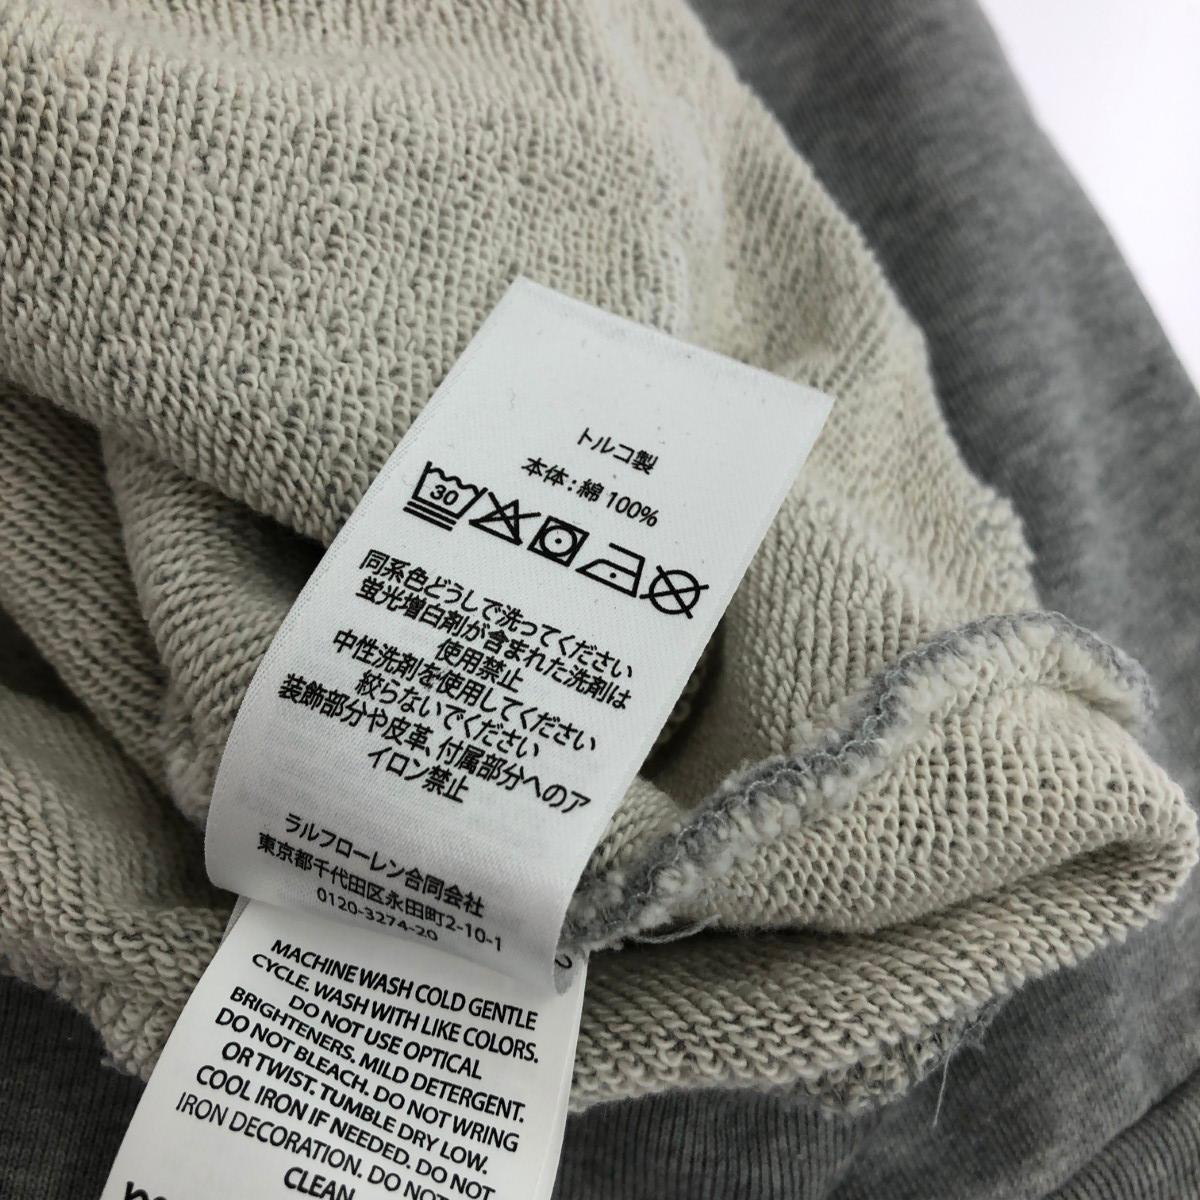 トルコ製
本体：綿 100%
30
同系色どうしで洗ってください
蛍光増白剤が含まれた洗剤は
使用禁止
中性洗剤を使用してください
絞らないでください
装飾部分や皮革、付属部分へのア
イロン禁止
ラルフローレン合同会社
東京都千代田区永田町2-10-1
0120-3274-20
MACHINE WASH COLD GENTLE
CYCLE. WASH WITH LIKE COLORS.
DO NOT USE OPTICAL
BRIGHTENERS. MILD DETERGENT.
DO NOT BLEACH. DO NOT WRING
OR TWIST. TUMBLE DRY LOW.
COOL IRON IF NEEDED. DO NOT
IRON DECORATION. DO NOT
CLEAN